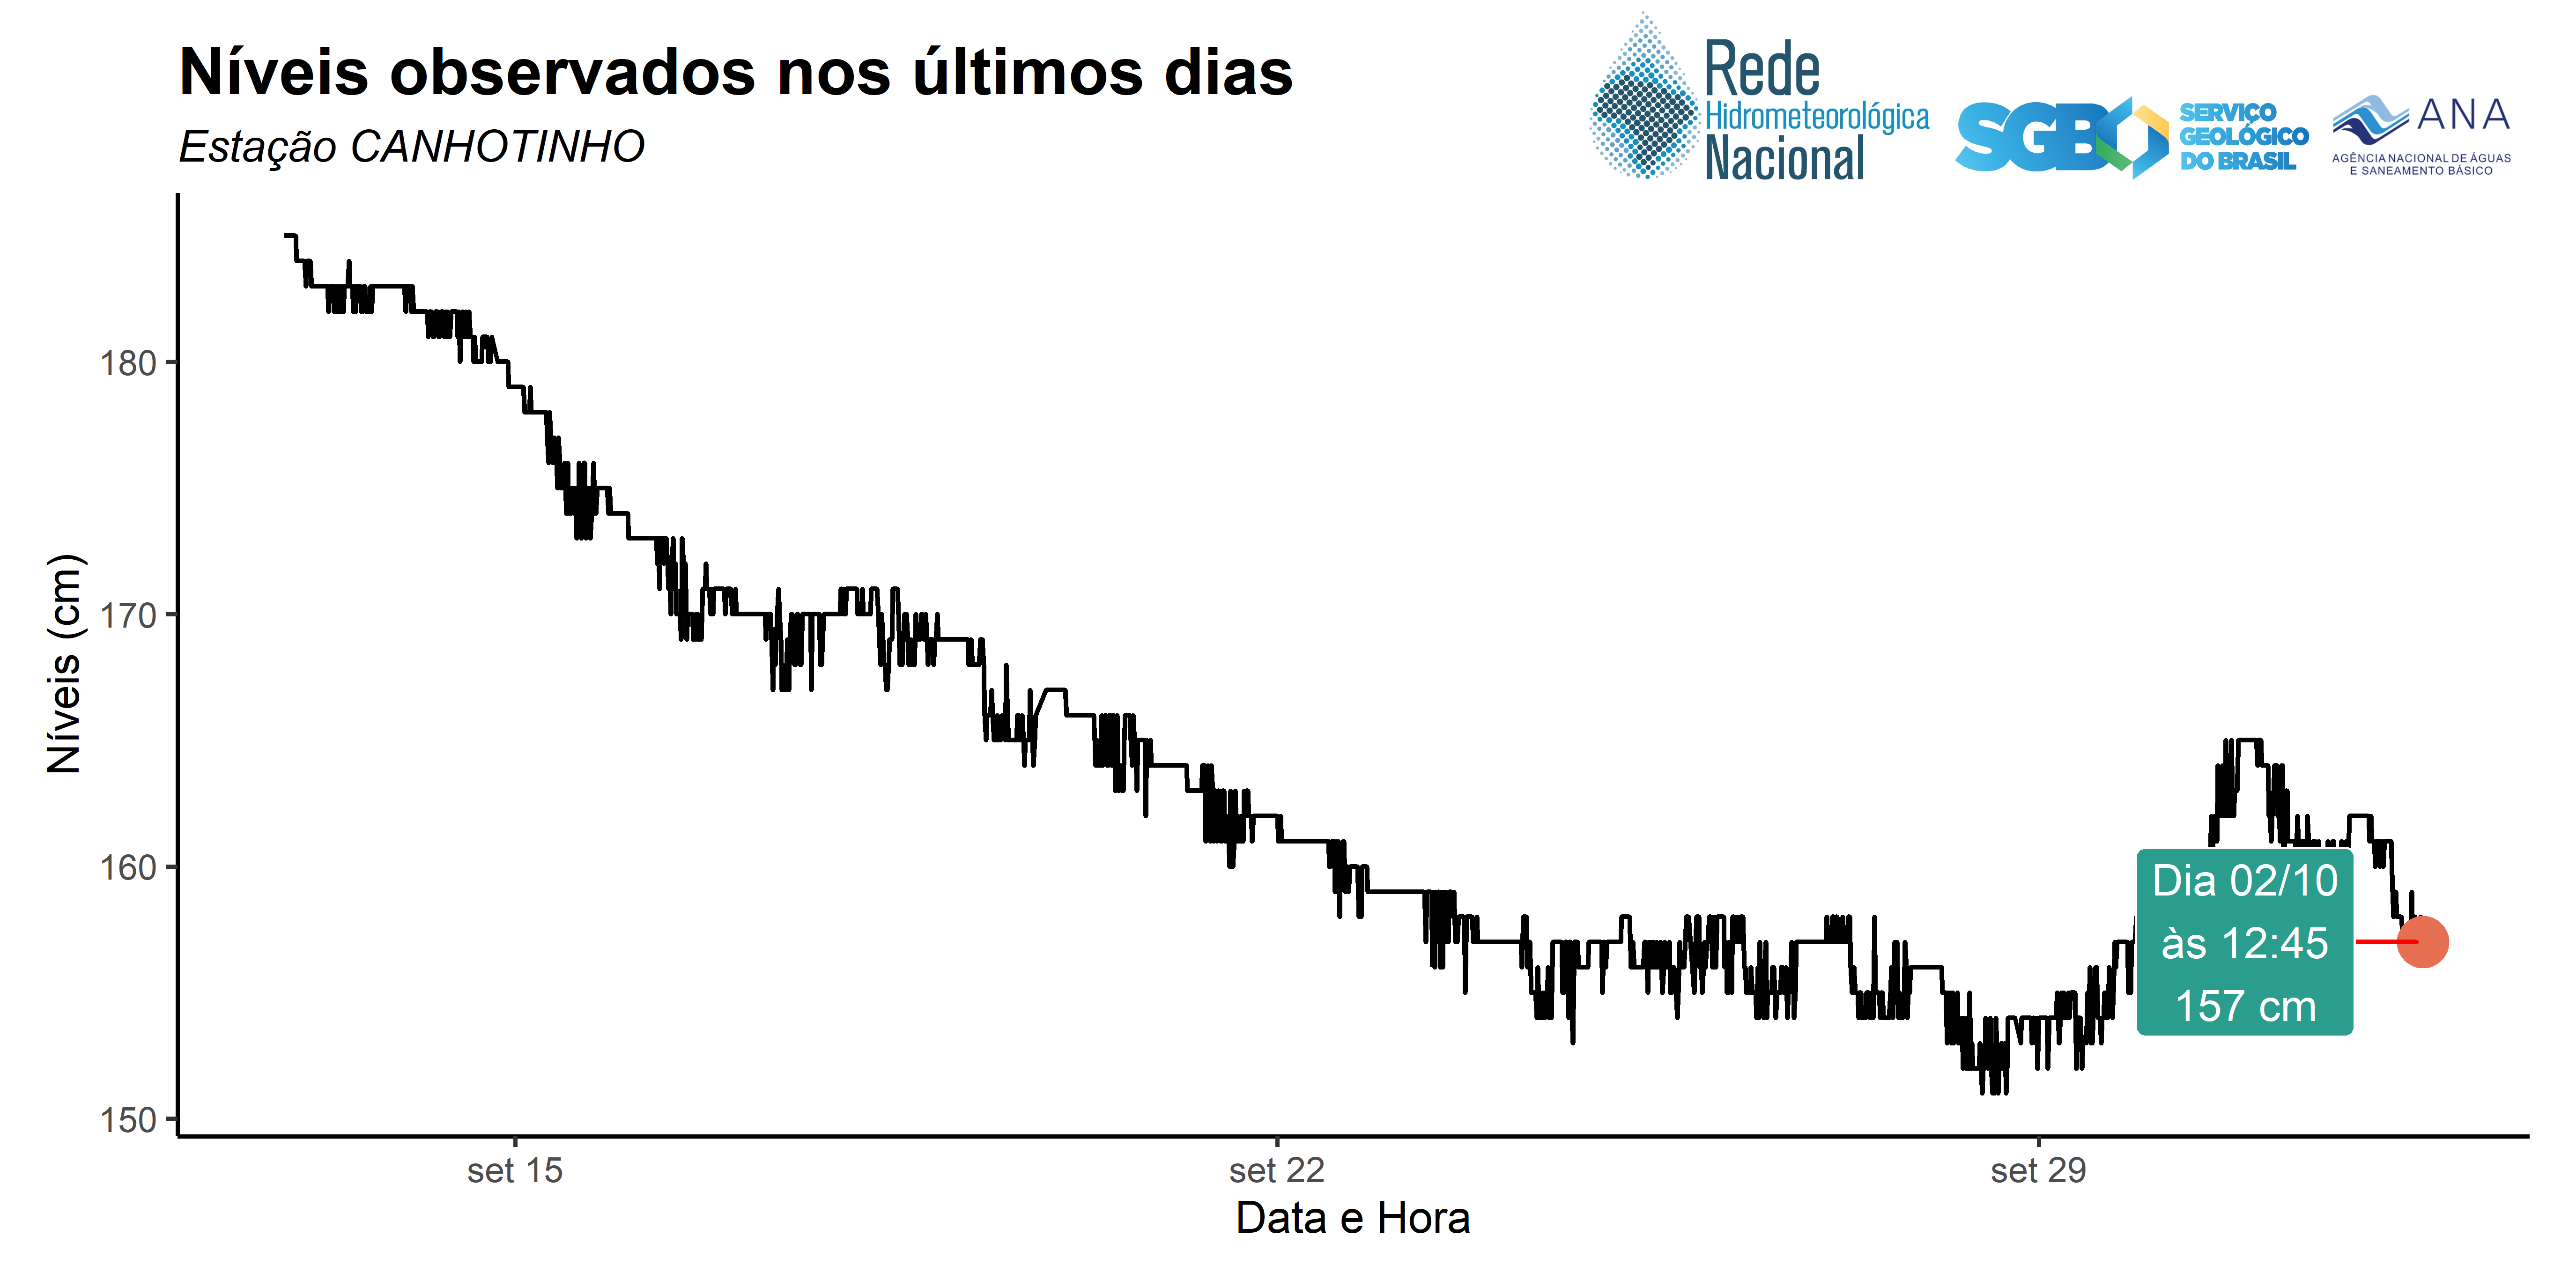 Níveis observados nos últimos dias
Estação CANHOTINHO
Rede
Hidrometeorológica
Nacional
SGB
SERVIÇO
GEOLÓGICO
DO BRASIL
ANA
AGÊNCIA NACIONAL DE ÁGUAS
E SANEAMENTO BÁSICO
Níveis (cm)
180
170
160
150
Dia 02/10
às 12:45
157 cm
set 15
set 22
set 29
Data e Hora